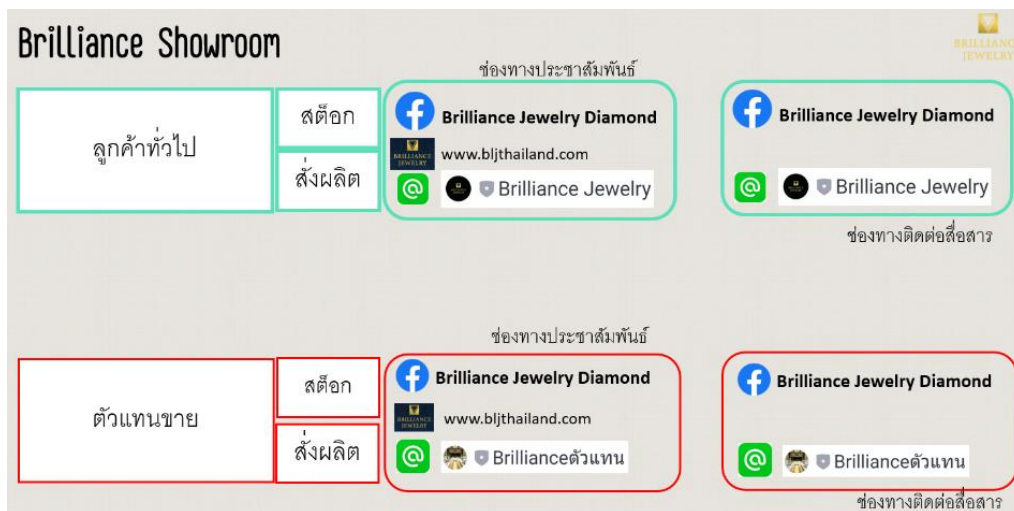 Brilliance Showroom
BRILLIANCE
JEWELRY
ช่องทางประชาสัมพันธ์
ลูกค้าทั่วไป
สต็อก
สั่งผลิต
Brilliance Jewelry Diamond
BRILLIANCE
JEWELRY
www.bljthailand.com
Brilliance Jewelry
Brilliance Jewelry Diamond
Brilliance Jewelry
ช่องทางติดต่อสื่อสาร
ช่องทางประชาสัมพันธ์
ตัวแทนขาย
สต็อก
สั่งผลิต
Brilliance Jewelry Diamond
BRILLIANCE
JEWELRY
www.bljthailand.com
Brillianceตัวแทน
Brilliance Jewelry Diamond
Brillianceตัวแทน
ช่องทางติดต่อสื่อสาร